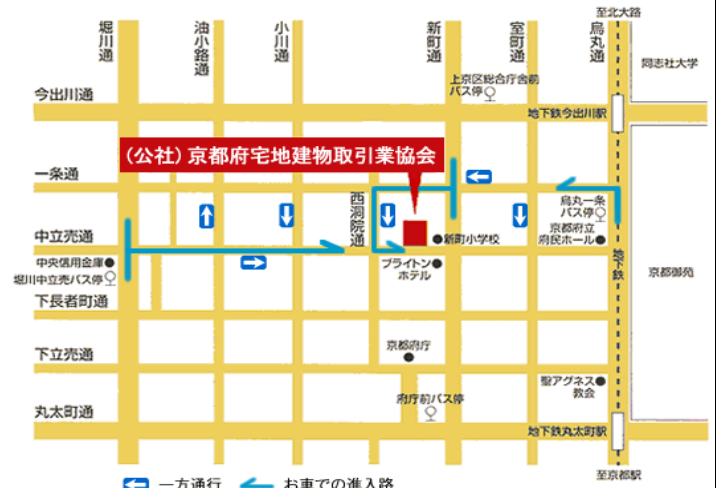 至北大路
堀川通
油小路通
小川通
新町通
室町通
烏丸通
同志社大学
上京区総合庁舎前
バス停
今出川通
地下鉄今出川駅
(公社)京都府宅地建物取引業協会
一条通
西洞院通
烏丸一条
バス停
京都府立
府民ホール
中立売通
新町小学校
中央信用金庫
堀川中立売バス停
ブライトン
ホテル
地下鉄
京都御苑
下長者町通
京都府庁
下立売通
聖アグネス
教会
府庁前バス停
丸太町通
地下鉄丸太町駅
至京都駅
一方通行
お車での進入路